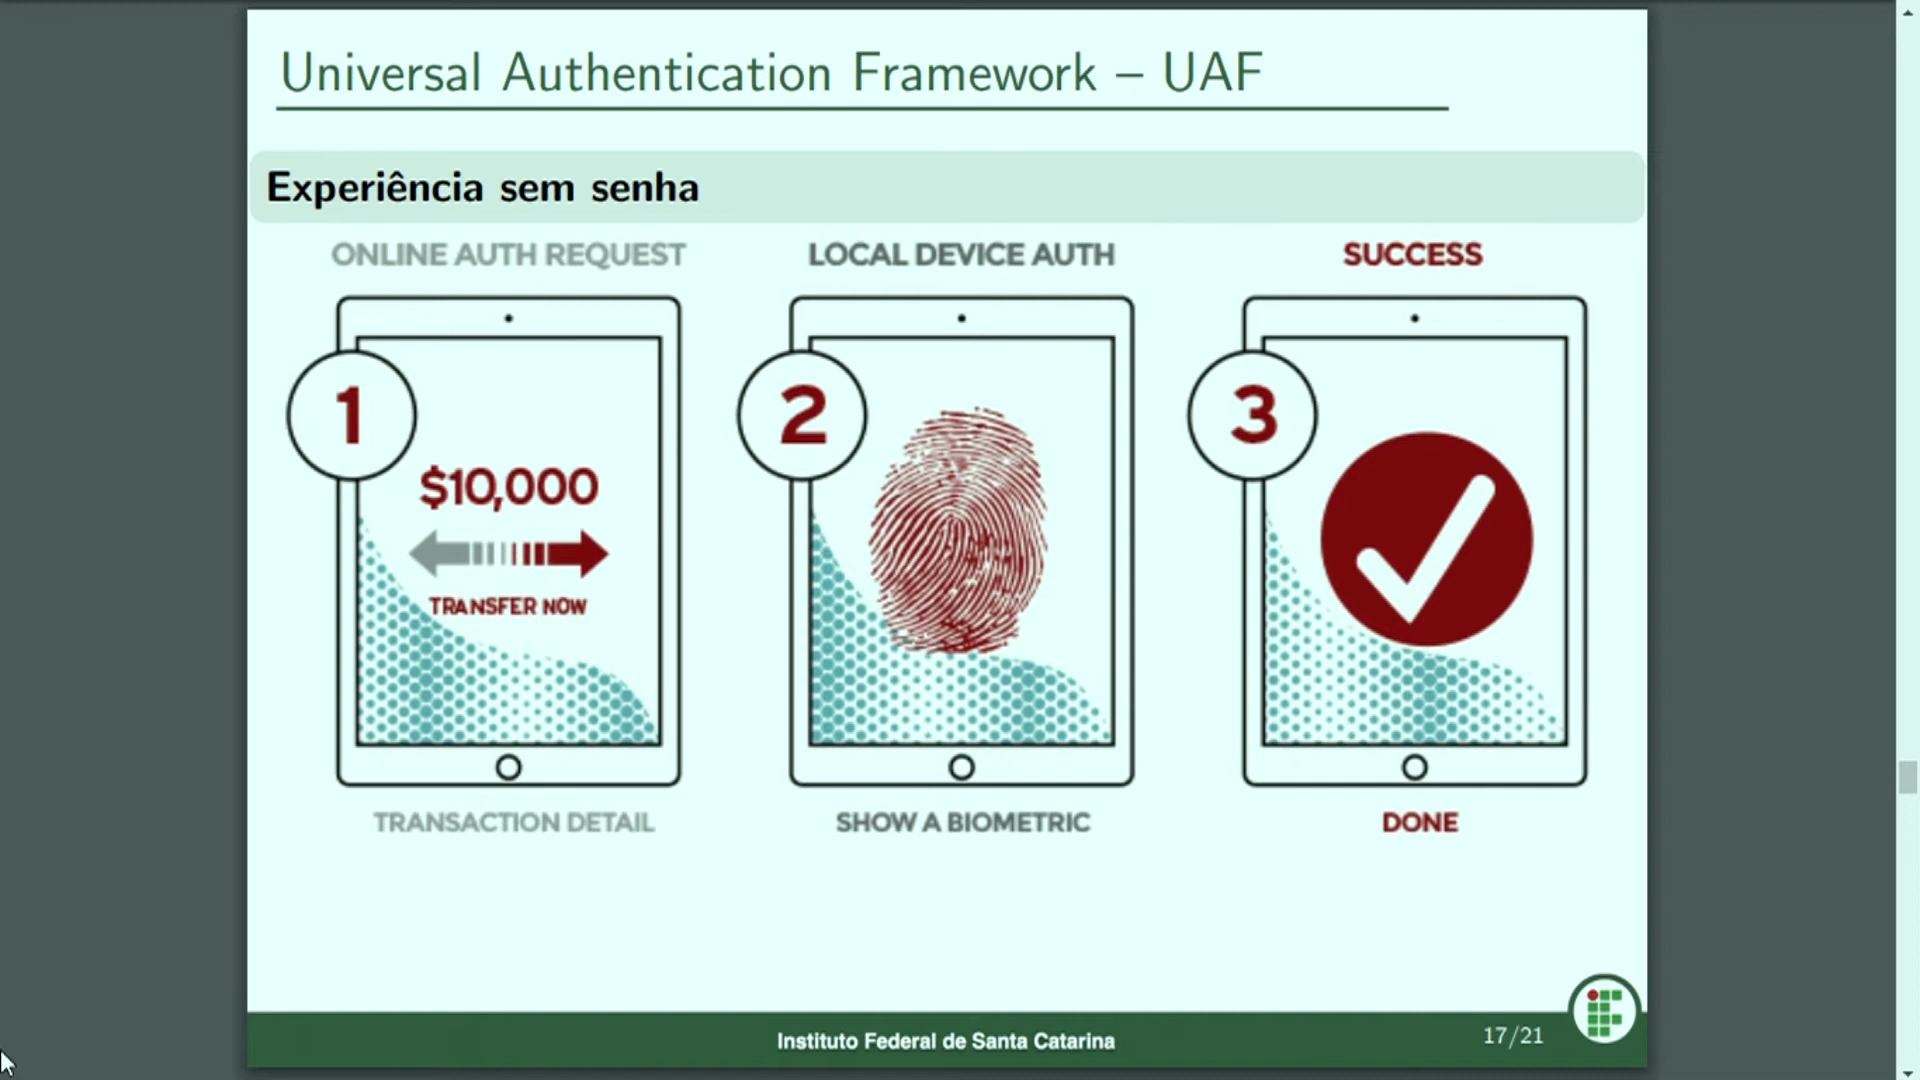 Universal Authentication Framework – UAF
Experiência sem senha
ONLINE AUTH REQUEST
LOCAL DEVICE AUTH
SUCCESS
1
2
3
$10,000
TRANSFER NOW
TRANSACTION DETAIL
SHOW A BIOMETRIC
DONE
Instituto Federal de Santa Catarina
17/21